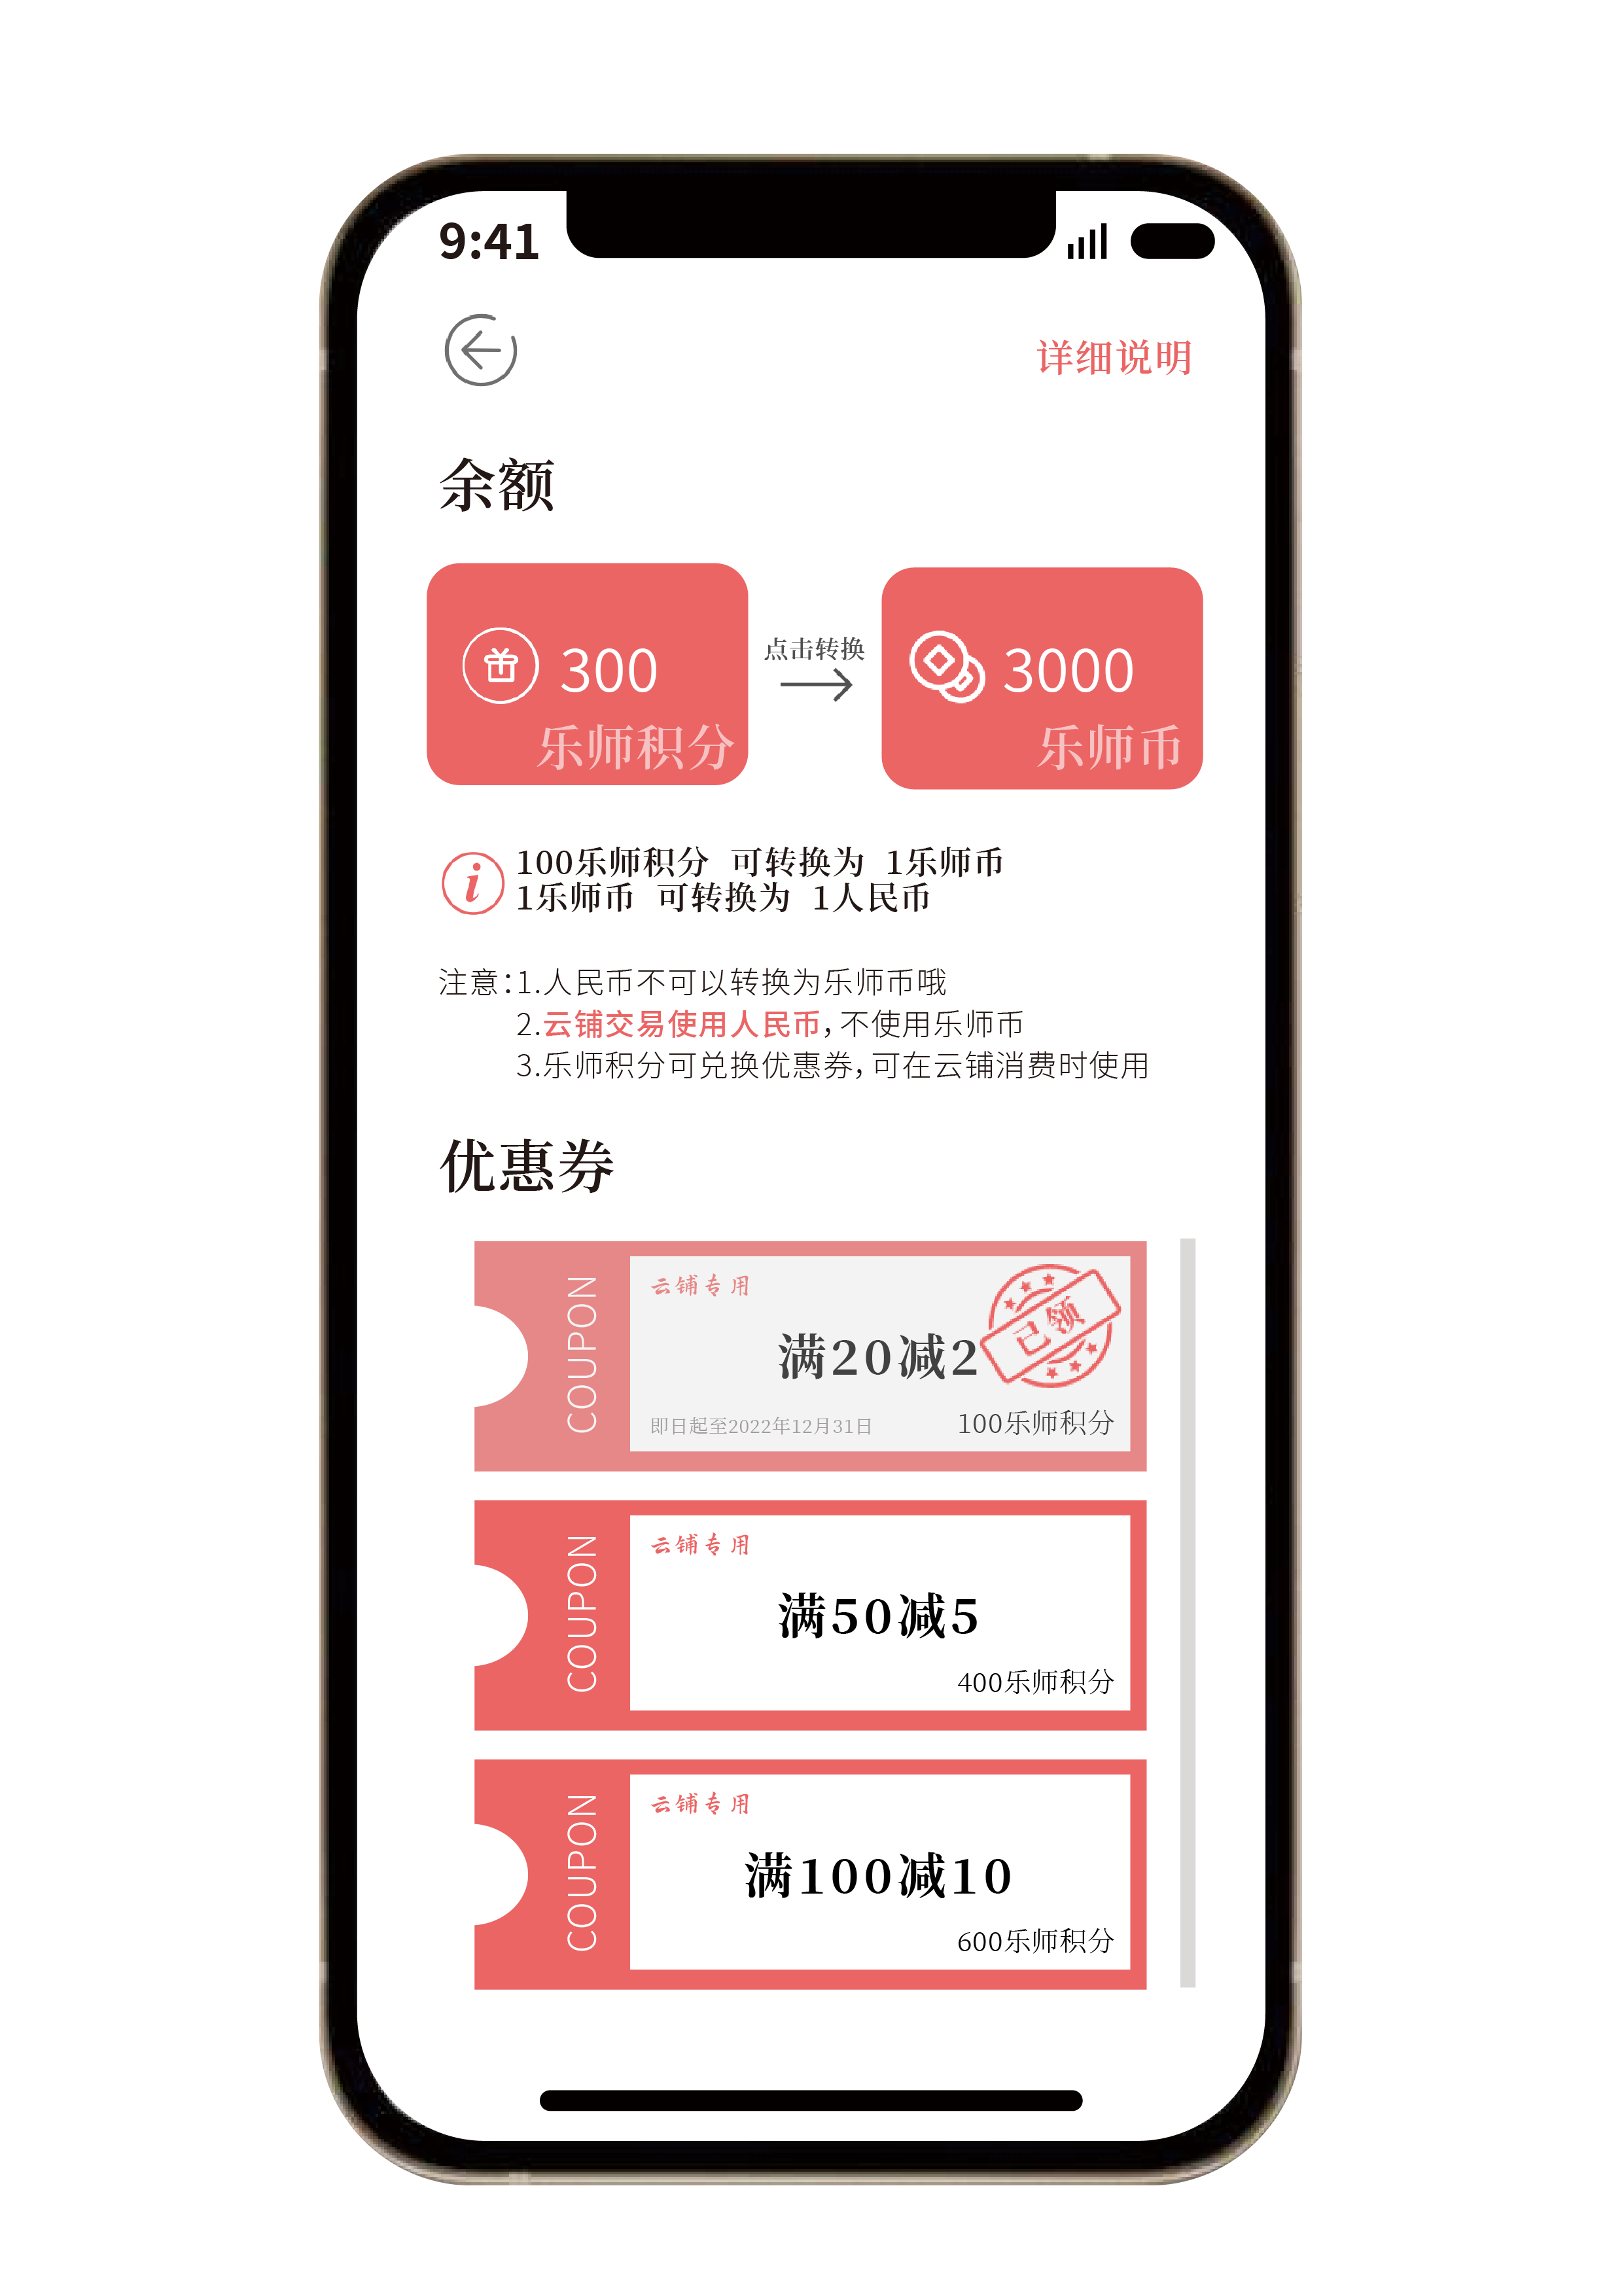 9:41
详细说明
余额
300
乐师积分
点击转换
3000
乐师币
i
100乐师积分 可转换为 1乐师币
1乐师币 可转换为 1人民币
注意：1.人民币不可以转换为乐师币哦
2.云铺交易使用人民币，不使用乐师币
3.乐师积分可兑换优惠券，可在云铺消费时使用
优惠券
COUPON
云铺专用
满20减2
已领
即日起至2022年12月31日
100乐师积分
COUPON
云铺专用
满50减5
400乐师积分
COUPON
云铺专用
满100减10
600乐师积分